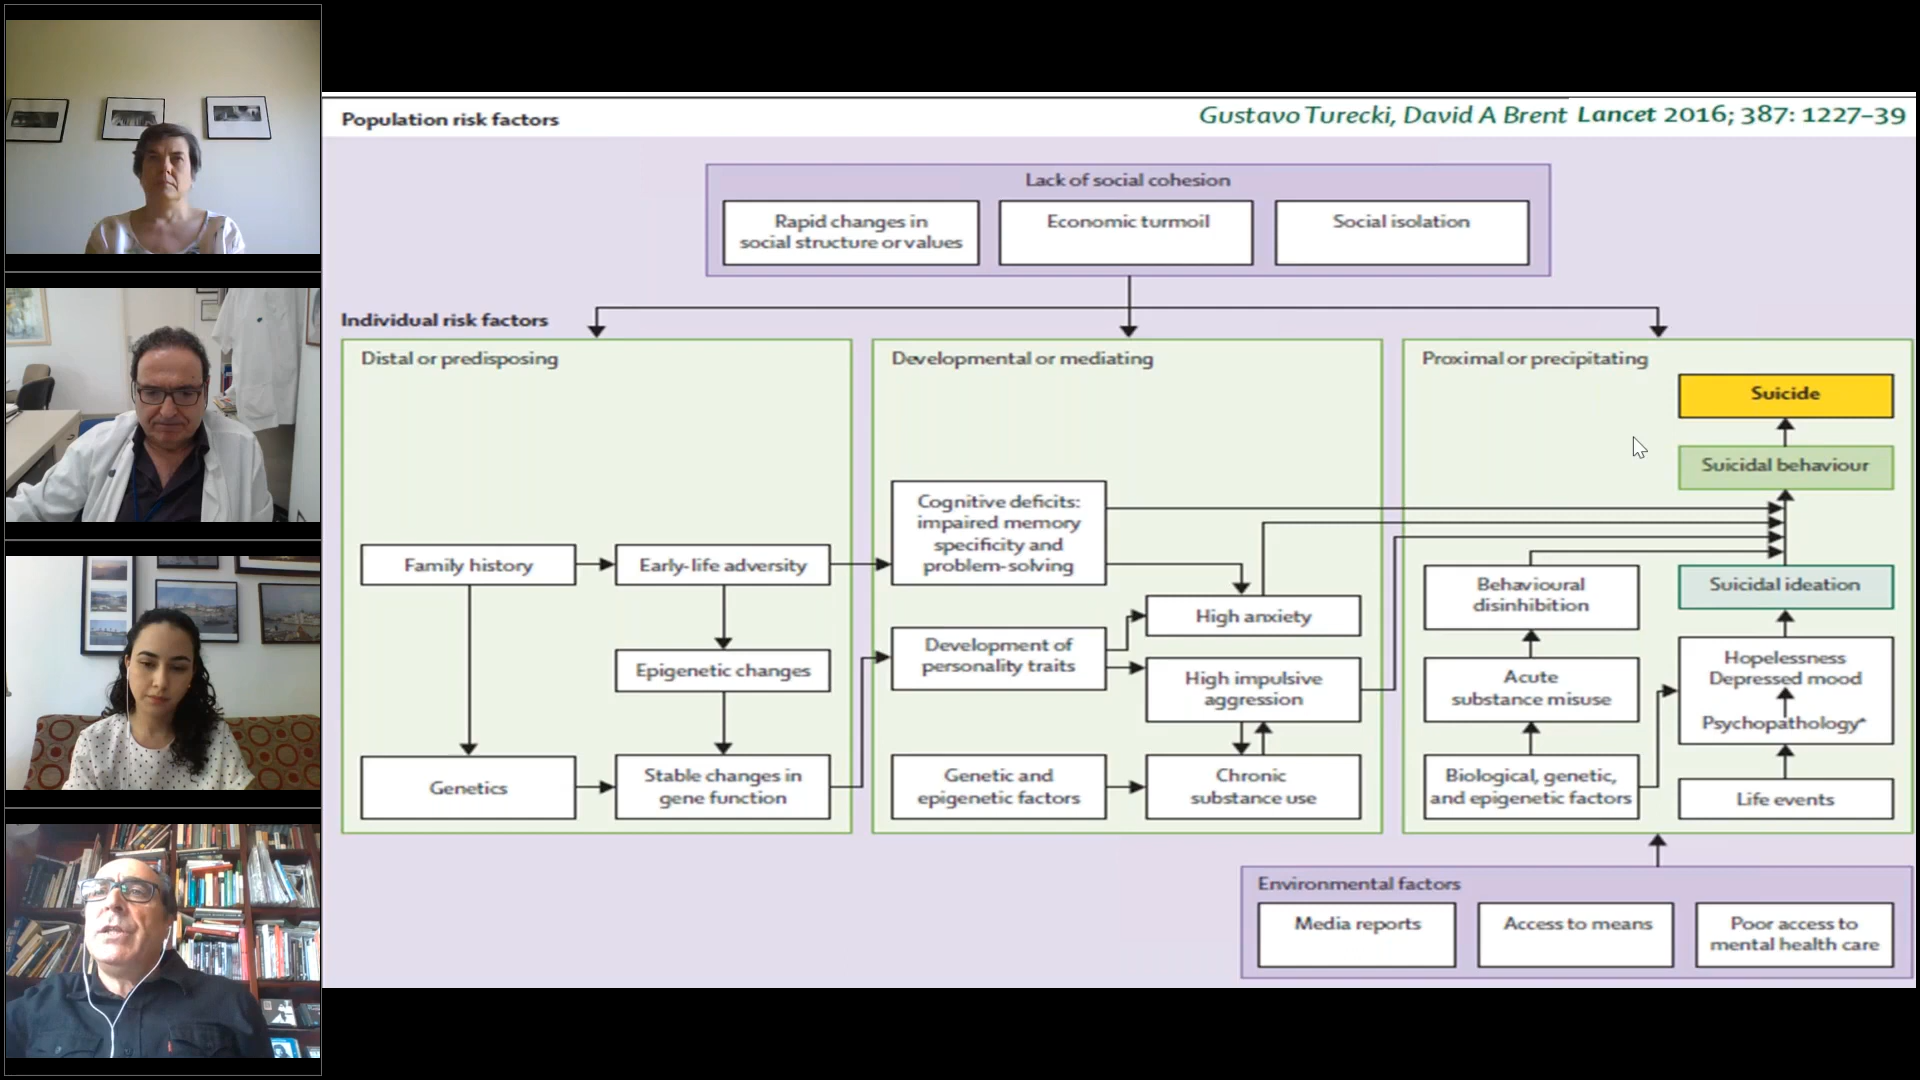 Population risk factors
Gustavo Turecki, David A Brent Lancet 2016; 387: 1227–39
Lack of social cohesion
Rapid changes in
social structure or values
Economic turmoil
Social isolation
Individual risk factors
Distal or predisposing
Family history
Early-life adversity
Epigenetic changes
Genetics
Stable changes in
gene function
Developmental or mediating
Cognitive deficits:
impaired memory
specificity and
problem-solving
High anxiety
Development of
personality traits
High impulsive
aggression
Genetic and
epigenetic factors
Chronic
substance use
Proximal or precipitating
Suicide
Suicidal behaviour
Behavioural
disinhibition
Suicidal ideation
Acute
substance misuse
Hopelessness
Depressed mood
Psychopathology*
Biological, genetic,
and epigenetic factors
Life events
Environmental factors
Media reports
Access to means
Poor access to
mental health care